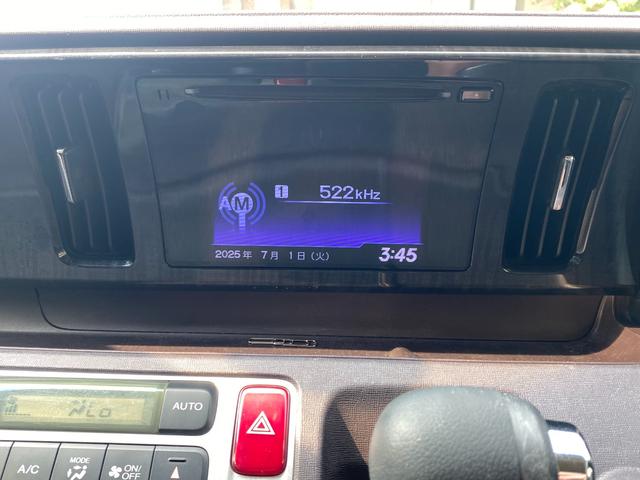 AM
1 522kHz
2025年 7月 1日(火) 3:45
Lo
AUTO
A/C
MODE
ON/
OFF